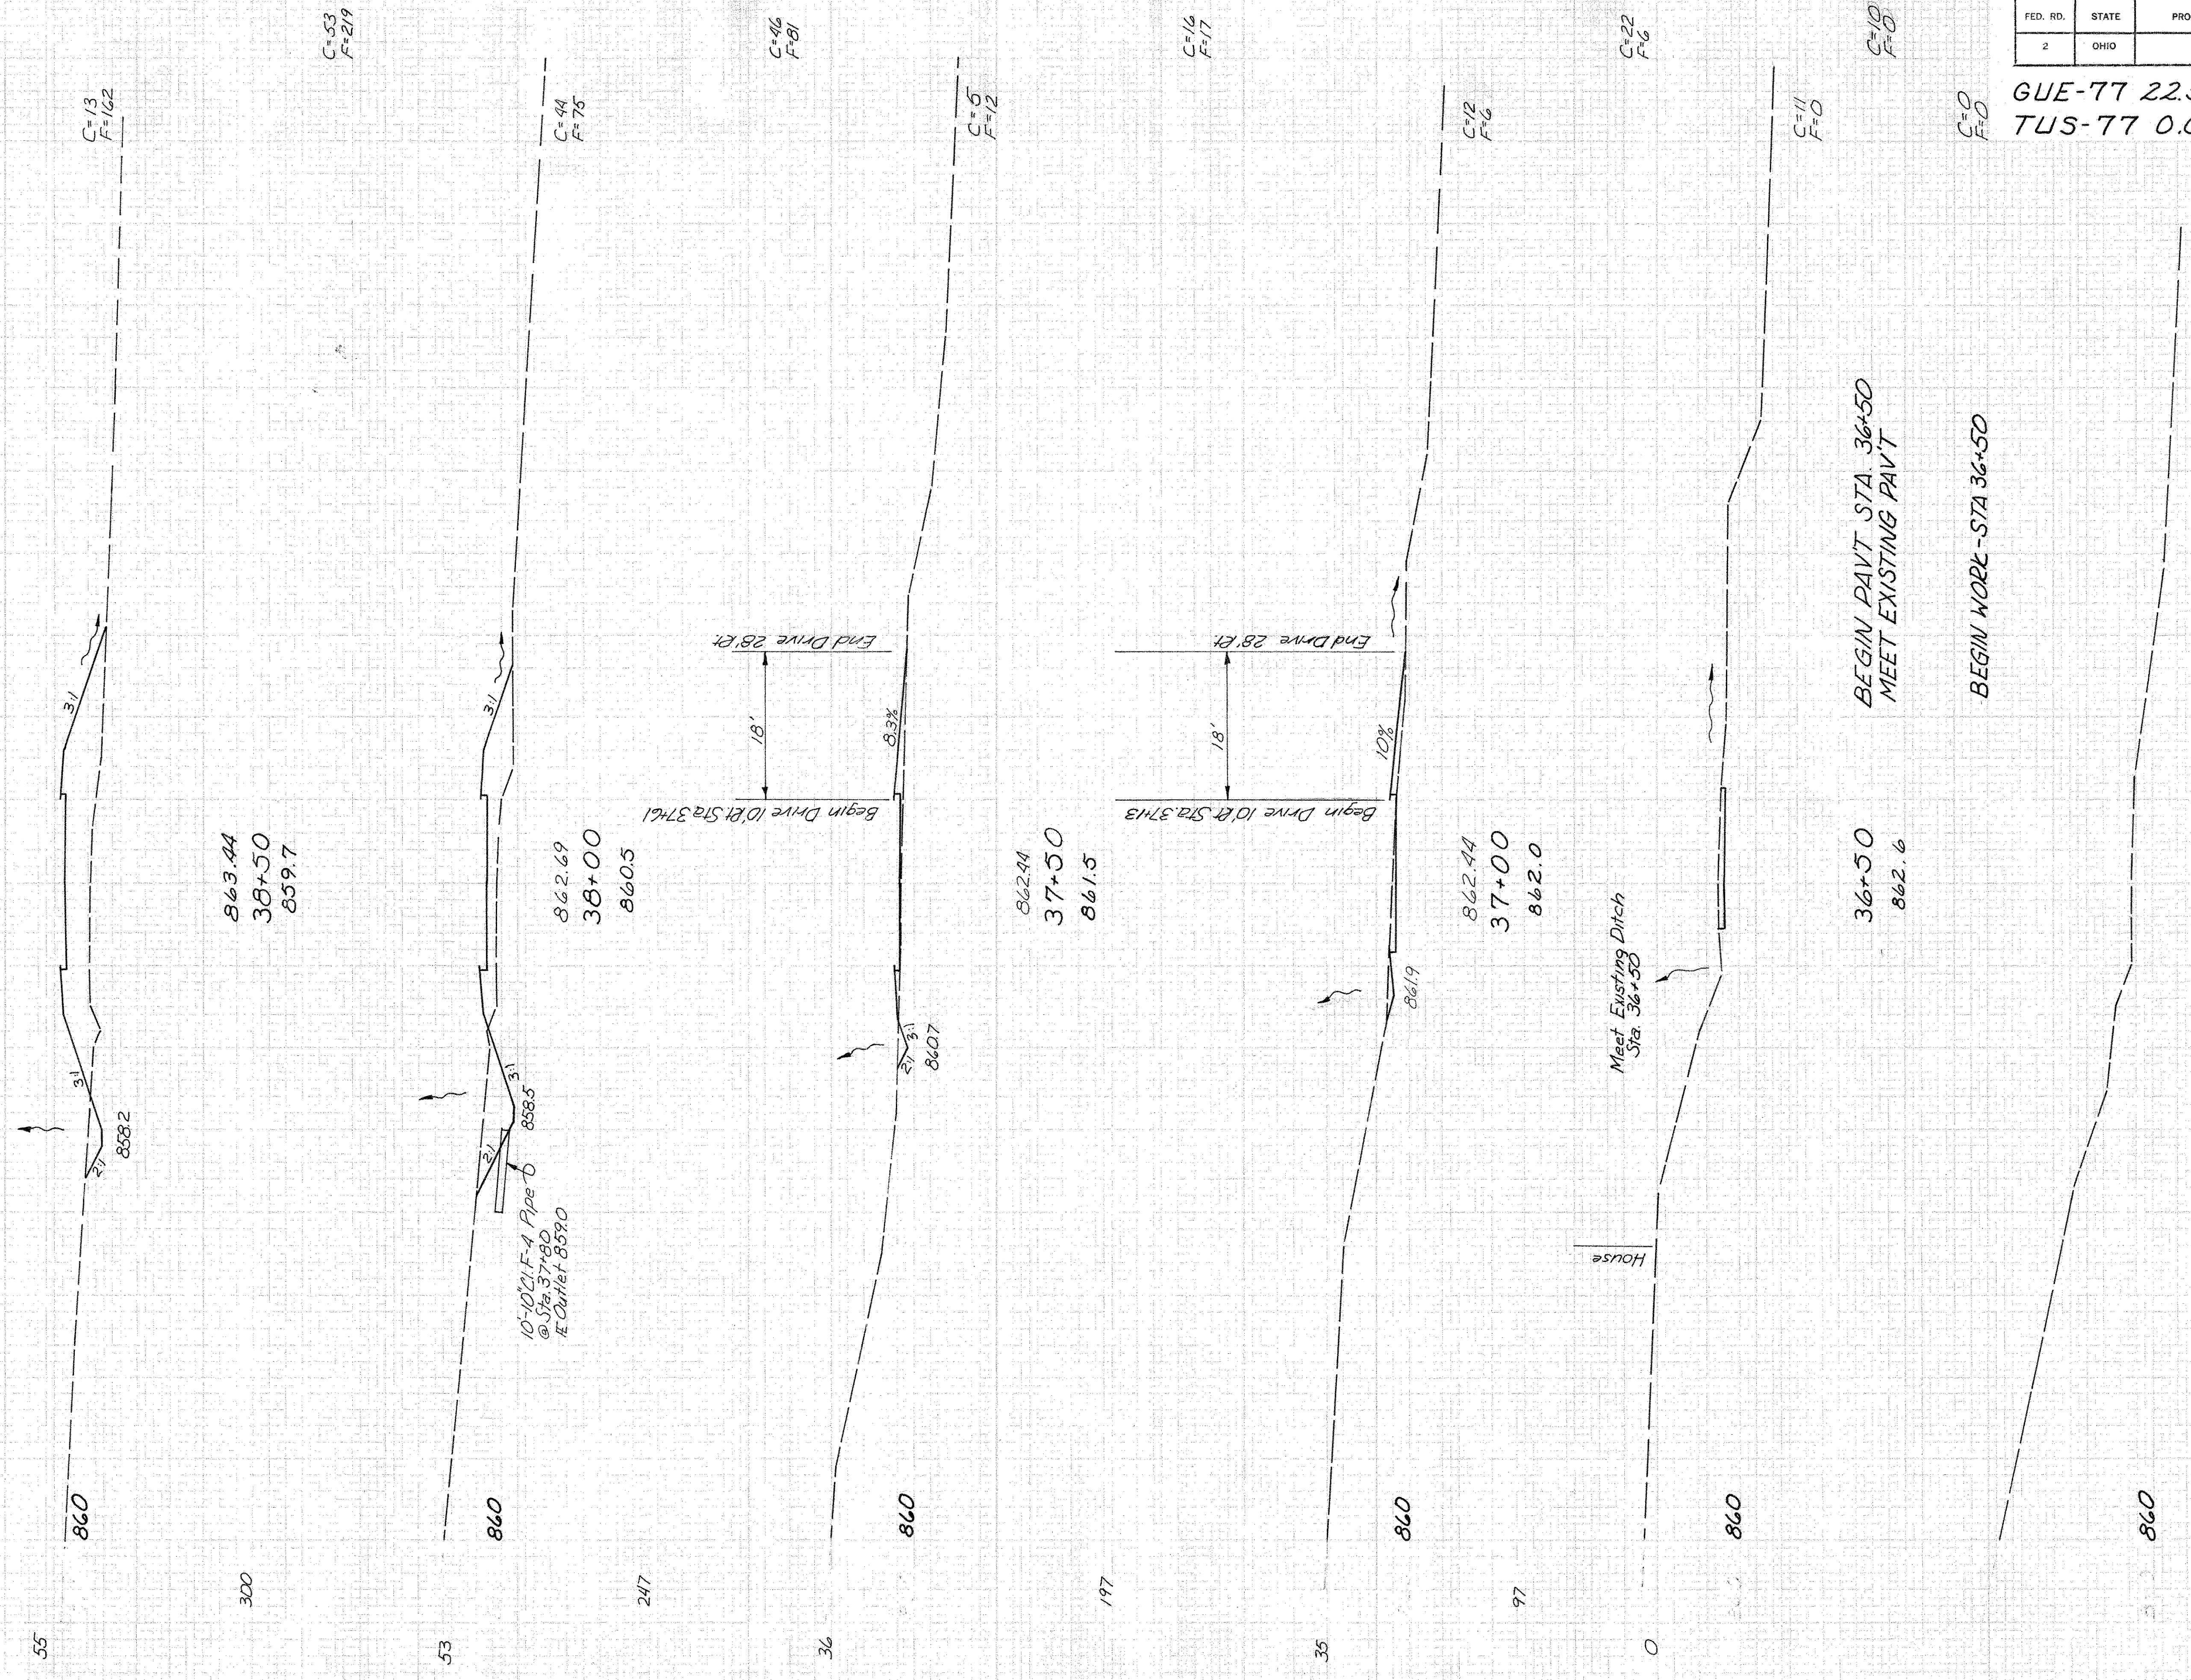 FED. RD.
STATE
PRO
2
OHIO
GUE-77 22.
TUS-77 0.
C=13
F=162
C=53
F=219
C=44
F=75
C=46
F=81
C=5
F=12
C=16
F=17
C=12
F=6
C=22
F=6
C=11
F=0
C=10
F=0
C=0
F=0
3:1
3:1
2:1
858.2
863.44
38+50
859.7
860
55
300
3:1
3:1
2:1
858.5
10'-10"C1.F-4 Pipe
@ Sta. 37+80
IE Outlet 859.0
862.69
38+00
860.5
860
53
247
End Drive 28' Rt
18'
8.3%
Begin Drive 10' Rt Sta 37+61
3:1
2:1
860.7
862.44
37+50
861.5
860
36
197
End Drive 28' Rt.
18'
10%
Begin Drive 10' Rt Sta. 37+13
861.9
862.44
37+00
862.0
860
35
97
Meet Existing Ditch
Sta. 36+50
House
36+50
862.6
860
0
BEGIN PAV'T STA. 36+50
MEET EXISTING PAV'T
BEGIN WORK-STA 36+50
860